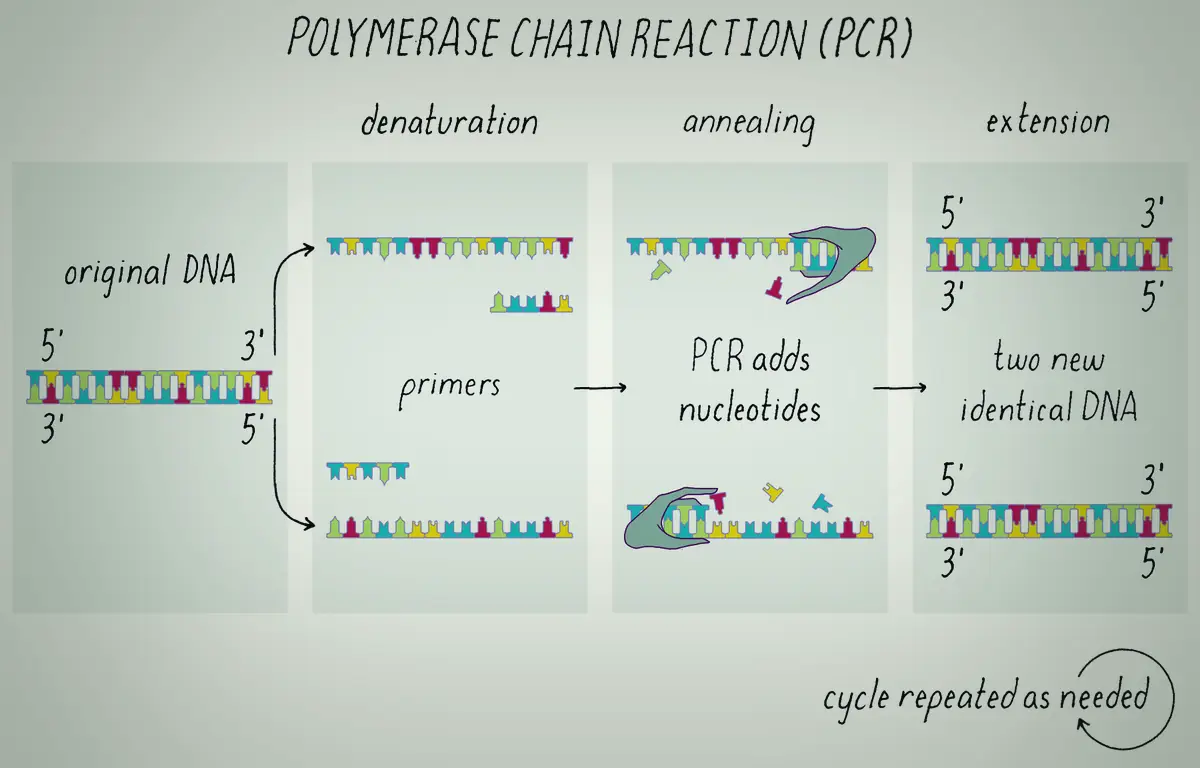 POLYMERASE CHAIN REACTION (PCR)
denaturation
annealing
extension
original DNA
5' 3'
3' 5'
primers
PCR adds
nucleotides
5' 3'
3' 5'
two new
identical DNA
5' 3'
3' 5'
cycle repeated as needed